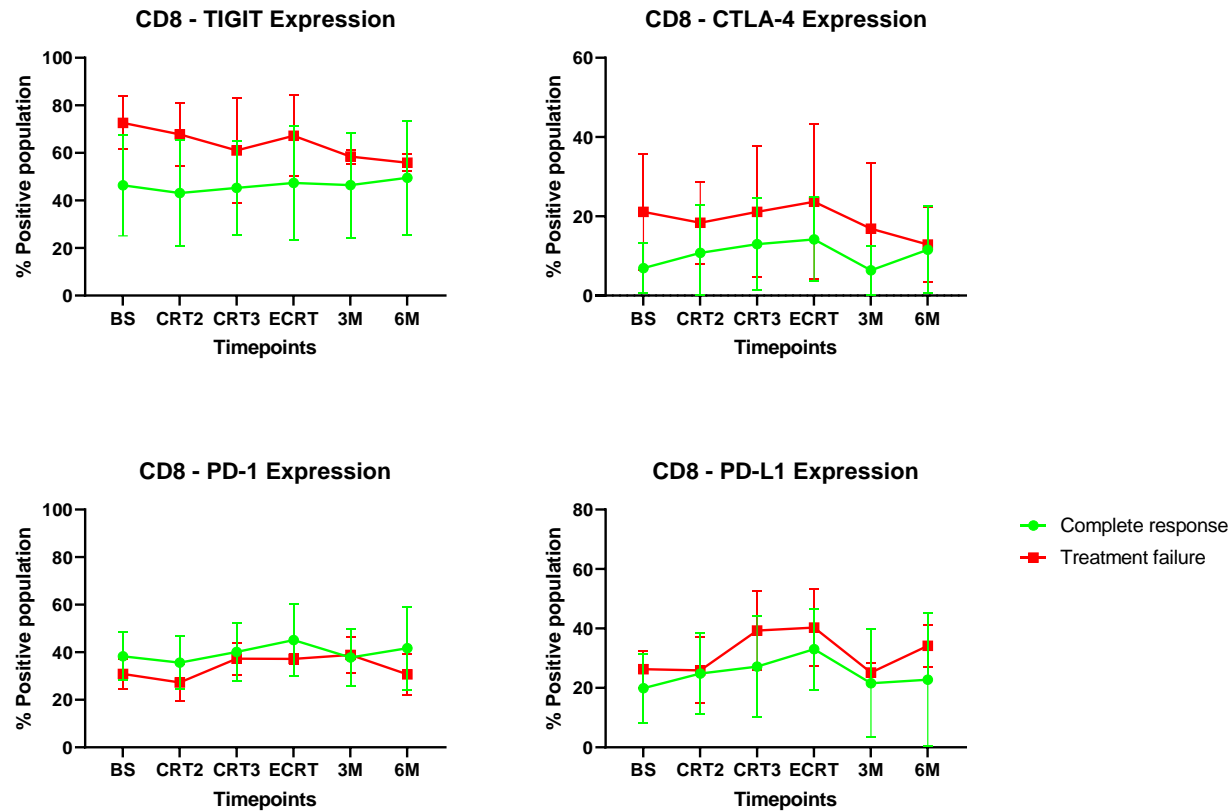 CD8 - TIGIT Expression
% Positive population
100
80
60
40
20
0
BS CRT2 CRT3 ECRT 3M 6M
Timepoints
CD8 - CTLA-4 Expression
% Positive population
60
40
20
0
BS CRT2 CRT3 ECRT 3M 6M
Timepoints
CD8 - PD-1 Expression
% Positive population
100
80
60
40
20
0
BS CRT2 CRT3 ECRT 3M 6M
Timepoints
CD8 - PD-L1 Expression
% Positive population
80
60
40
20
0
BS CRT2 CRT3 ECRT 3M 6M
Timepoints
Complete response
Treatment failure